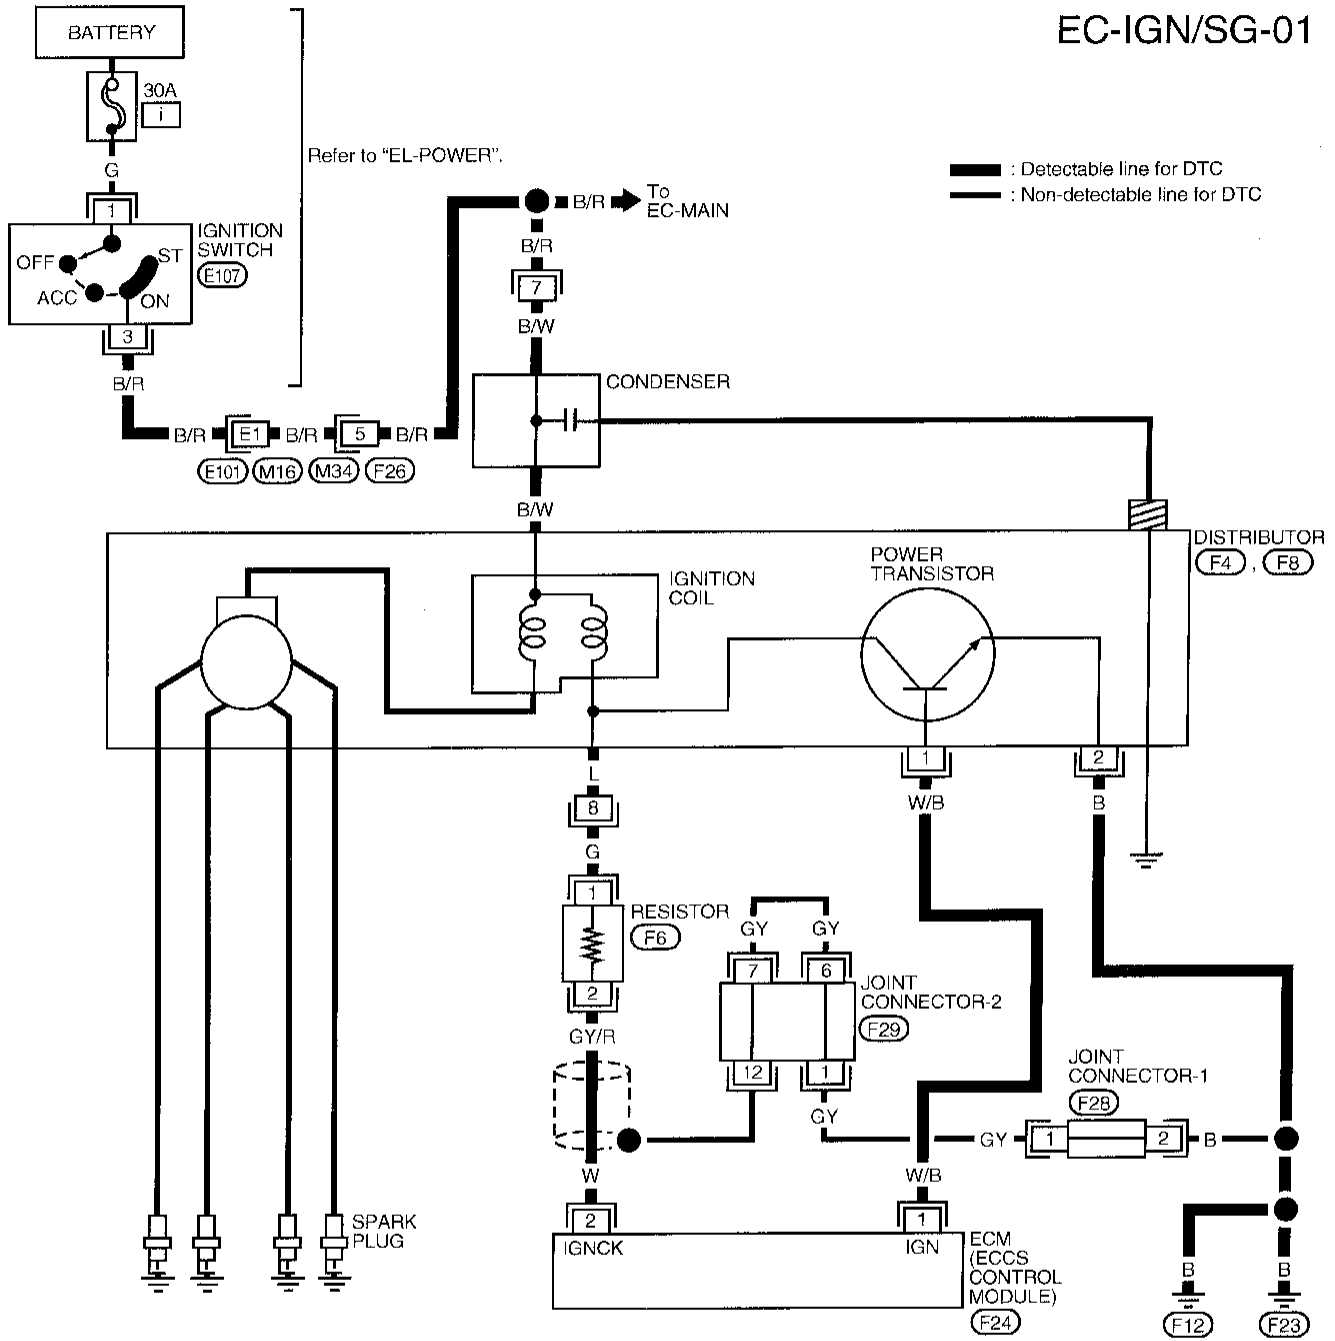 EC-IGN/SG-01
BATTERY
30A
i
G
Refer to "EL-POWER".
: Detectable line for DTC
: Non-detectable line for DTC
1
IGNITION
SWITCH
E107
OFF
ST
ACC
ON
3
B/R
B/R
To
EC-MAIN
B/R
7
B/W
CONDENSER
B/R
E1
B/R
5
B/R
E101
M16
M34
F26
B/W
DISTRIBUTOR
F4 , F8
POWER
TRANSISTOR
IGNITION
COIL
1
2
L
W/B
B
8
G
1
RESISTOR
F6
2
GY/R
GY
GY
7
6
JOINT
CONNECTOR-2
F29
12
1
GY
JOINT
CONNECTOR-1
F28
GY
1
2
B
W
W/B
2
1
IGNCK
IGN
ECM
(ECCS
CONTROL
MODULE)
F24
SPARK
PLUG
B
B
F12
F23